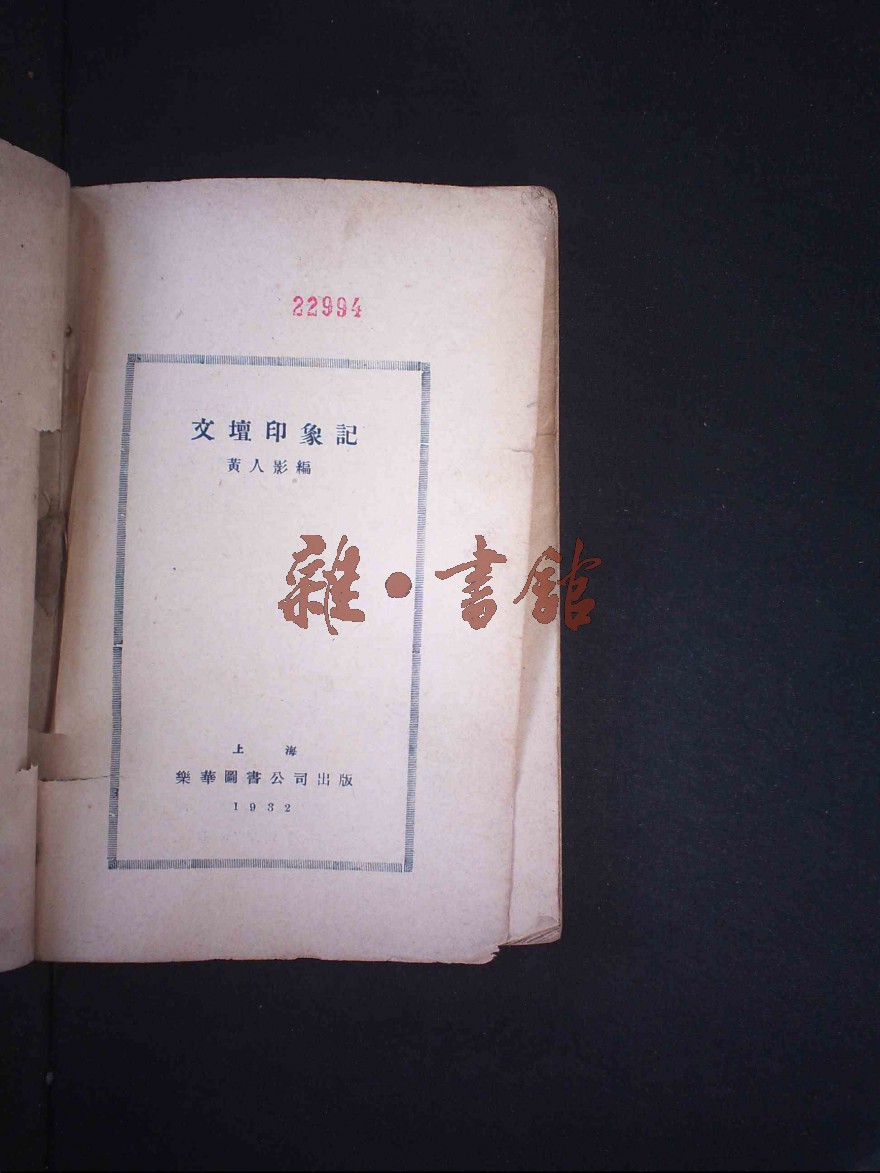 22994
文壇印象記
黃人影編
雜·書館
上海
樂華圖書公司出版
1932